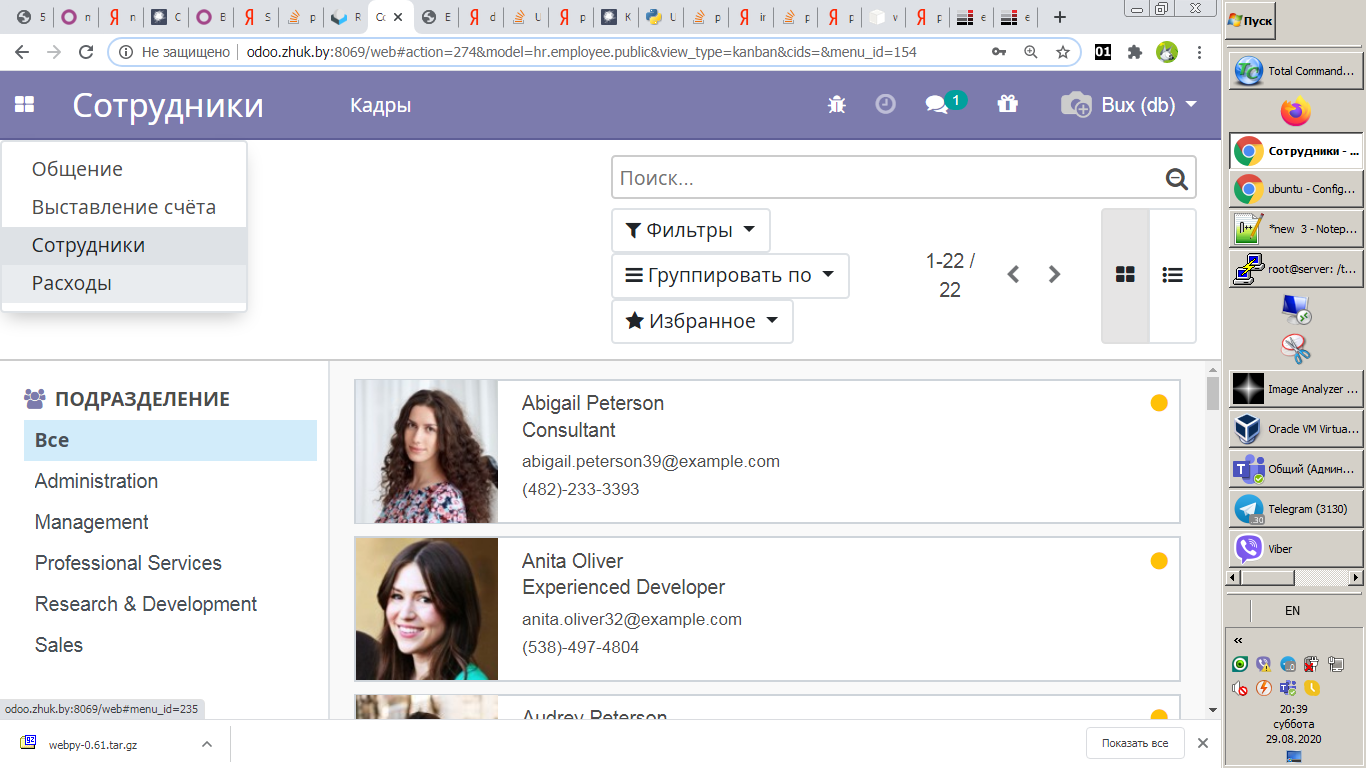 Не защищено
odoo.zhuk.by:8069/web#action=274&model=hr.employee.public&view_type=kanban&cids=&menu_id=154
01
Сотрудники
Кадры
1
Bux (db)
Общение
Выставление счёта
Сотрудники
Расходы
Поиск...
Фильтры
Группировать по
Избранное
1-22 /
22
ПОДРАЗДЕЛЕНИЕ
Все
Administration
Management
Professional Services
Research & Development
Sales
Abigail Peterson
Consultant
abigail.peterson39@example.com
(482)-233-3393
Anita Oliver
Experienced Developer
anita.oliver32@example.com
(538)-497-4804
Audrey Peterson
odoo.zhuk.by:8069/web#menu_id=235
webpy-0.61.tar.gz
Показать все
Пуск
Total Command...
Сотрудники - ...
ubuntu - Config...
*new 3 - Notep...
root@server: /t...
Image Analyzer ...
Oracle VM Virtua...
Общий (Админ...
Telegram (3130)
Viber
EN
20:39
суббота
29.08.2020